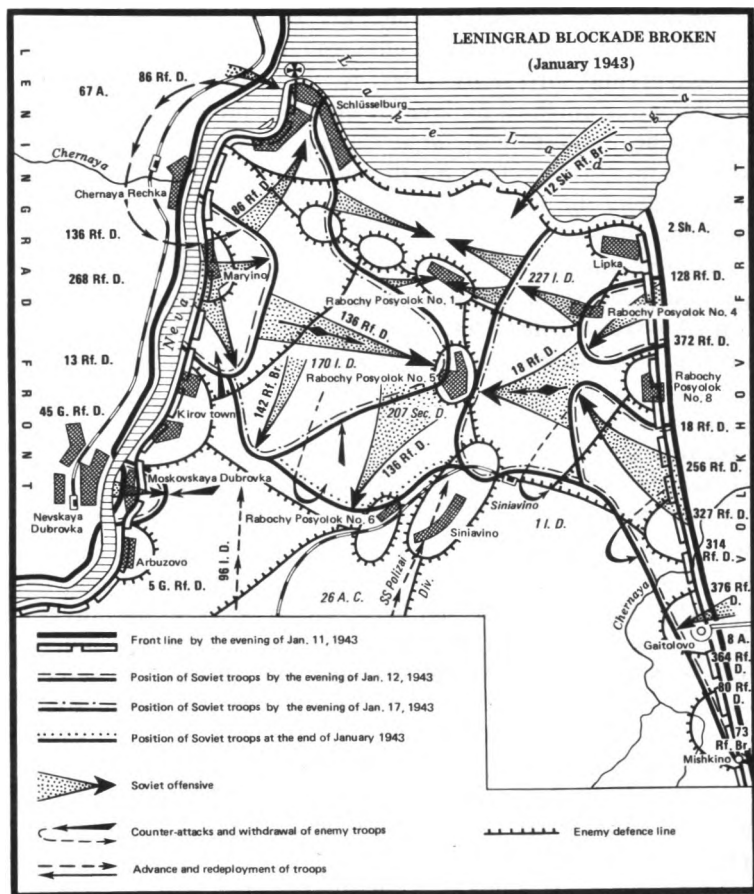 LENINGRAD BLOCKADE BROKEN
(January 1943)
LENINGRAD FRONT
VOLKHOV FRONT
Lake Ladoga
67 A.
86 Rf. D.
Schlüsselburg
Chernaya
Chernaya Rechka
12 Ski Rf. Br.
86 Rf. D.
136 Rf. D.
268 Rf. D.
Maryino
Neva
2 Sh. A.
Lipka
227 I. D.
128 Rf. D.
Rabochy Posyolok No. 1
Rabochy Posyolok No. 4
136 Rf. D.
372 Rf. D.
13 Rf. D.
170 I. D.
142 Rf. Br.
Rabochy Posyolok No. 5
18 Rf. D.
Rabochy
Posyolok
No. 8
Kirov town
207 Sec. D.
45 G. Rf. D.
136 Rf. D.
18 Rf. D.
256 Rf. D.
Moskovskaya Dubrovka
Nevskaya
Dubrovka
Rabochy Posyolok No. 6
Siniavino
Siniavino
1 I. D.
327 Rf. D.
314
Rf. D.
Arbuzovo
5 G. Rf. D.
96 I. D.
26 A. C.
SS Polizai
Div.
Chernaya
376 Rf.
D.
Gaitolovo
8 A.
364 Rf.
D.
80 Rf.
D.
73
Rf. Br.
Mishkino
Front line by the evening of Jan. 11, 1943
Position of Soviet troops by the evening of Jan. 12, 1943
Position of Soviet troops by the evening of Jan. 17, 1943
Position of Soviet troops at the end of January 1943
Soviet offensive
Counter-attacks and withdrawal of enemy troops
Enemy defence line
Advance and redeployment of troops